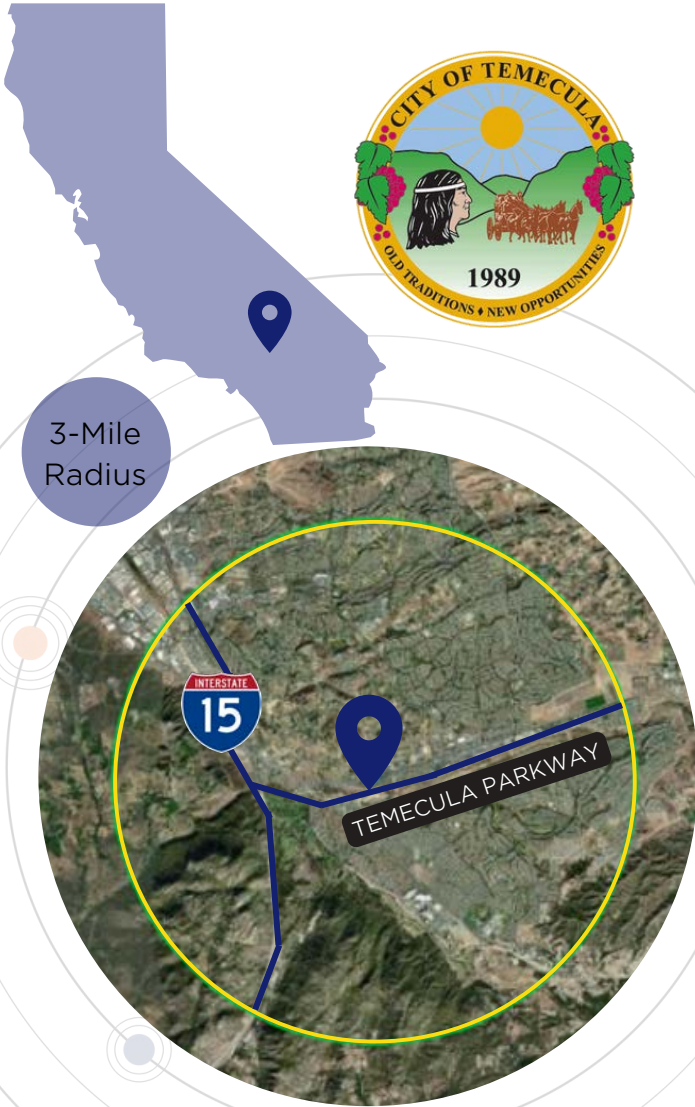 CITY OF TEMECULA
1989
OLD TRADITIONS ♦ NEW OPPORTUNITIES
3-Mile
Radius
INTERSTATE
15
TEMECULA PARKWAY